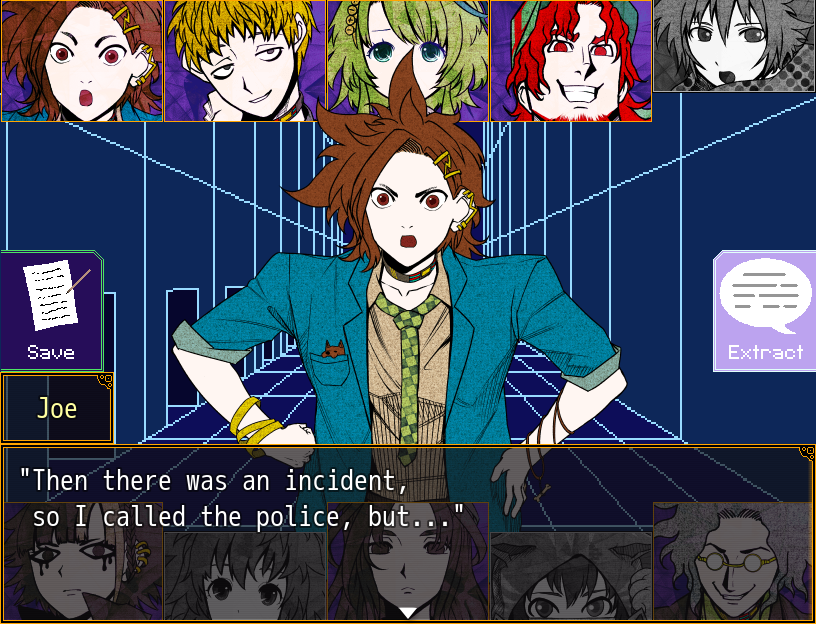 Save
Extract
Joe
"Then there was an incident,
so I called the police, but..."